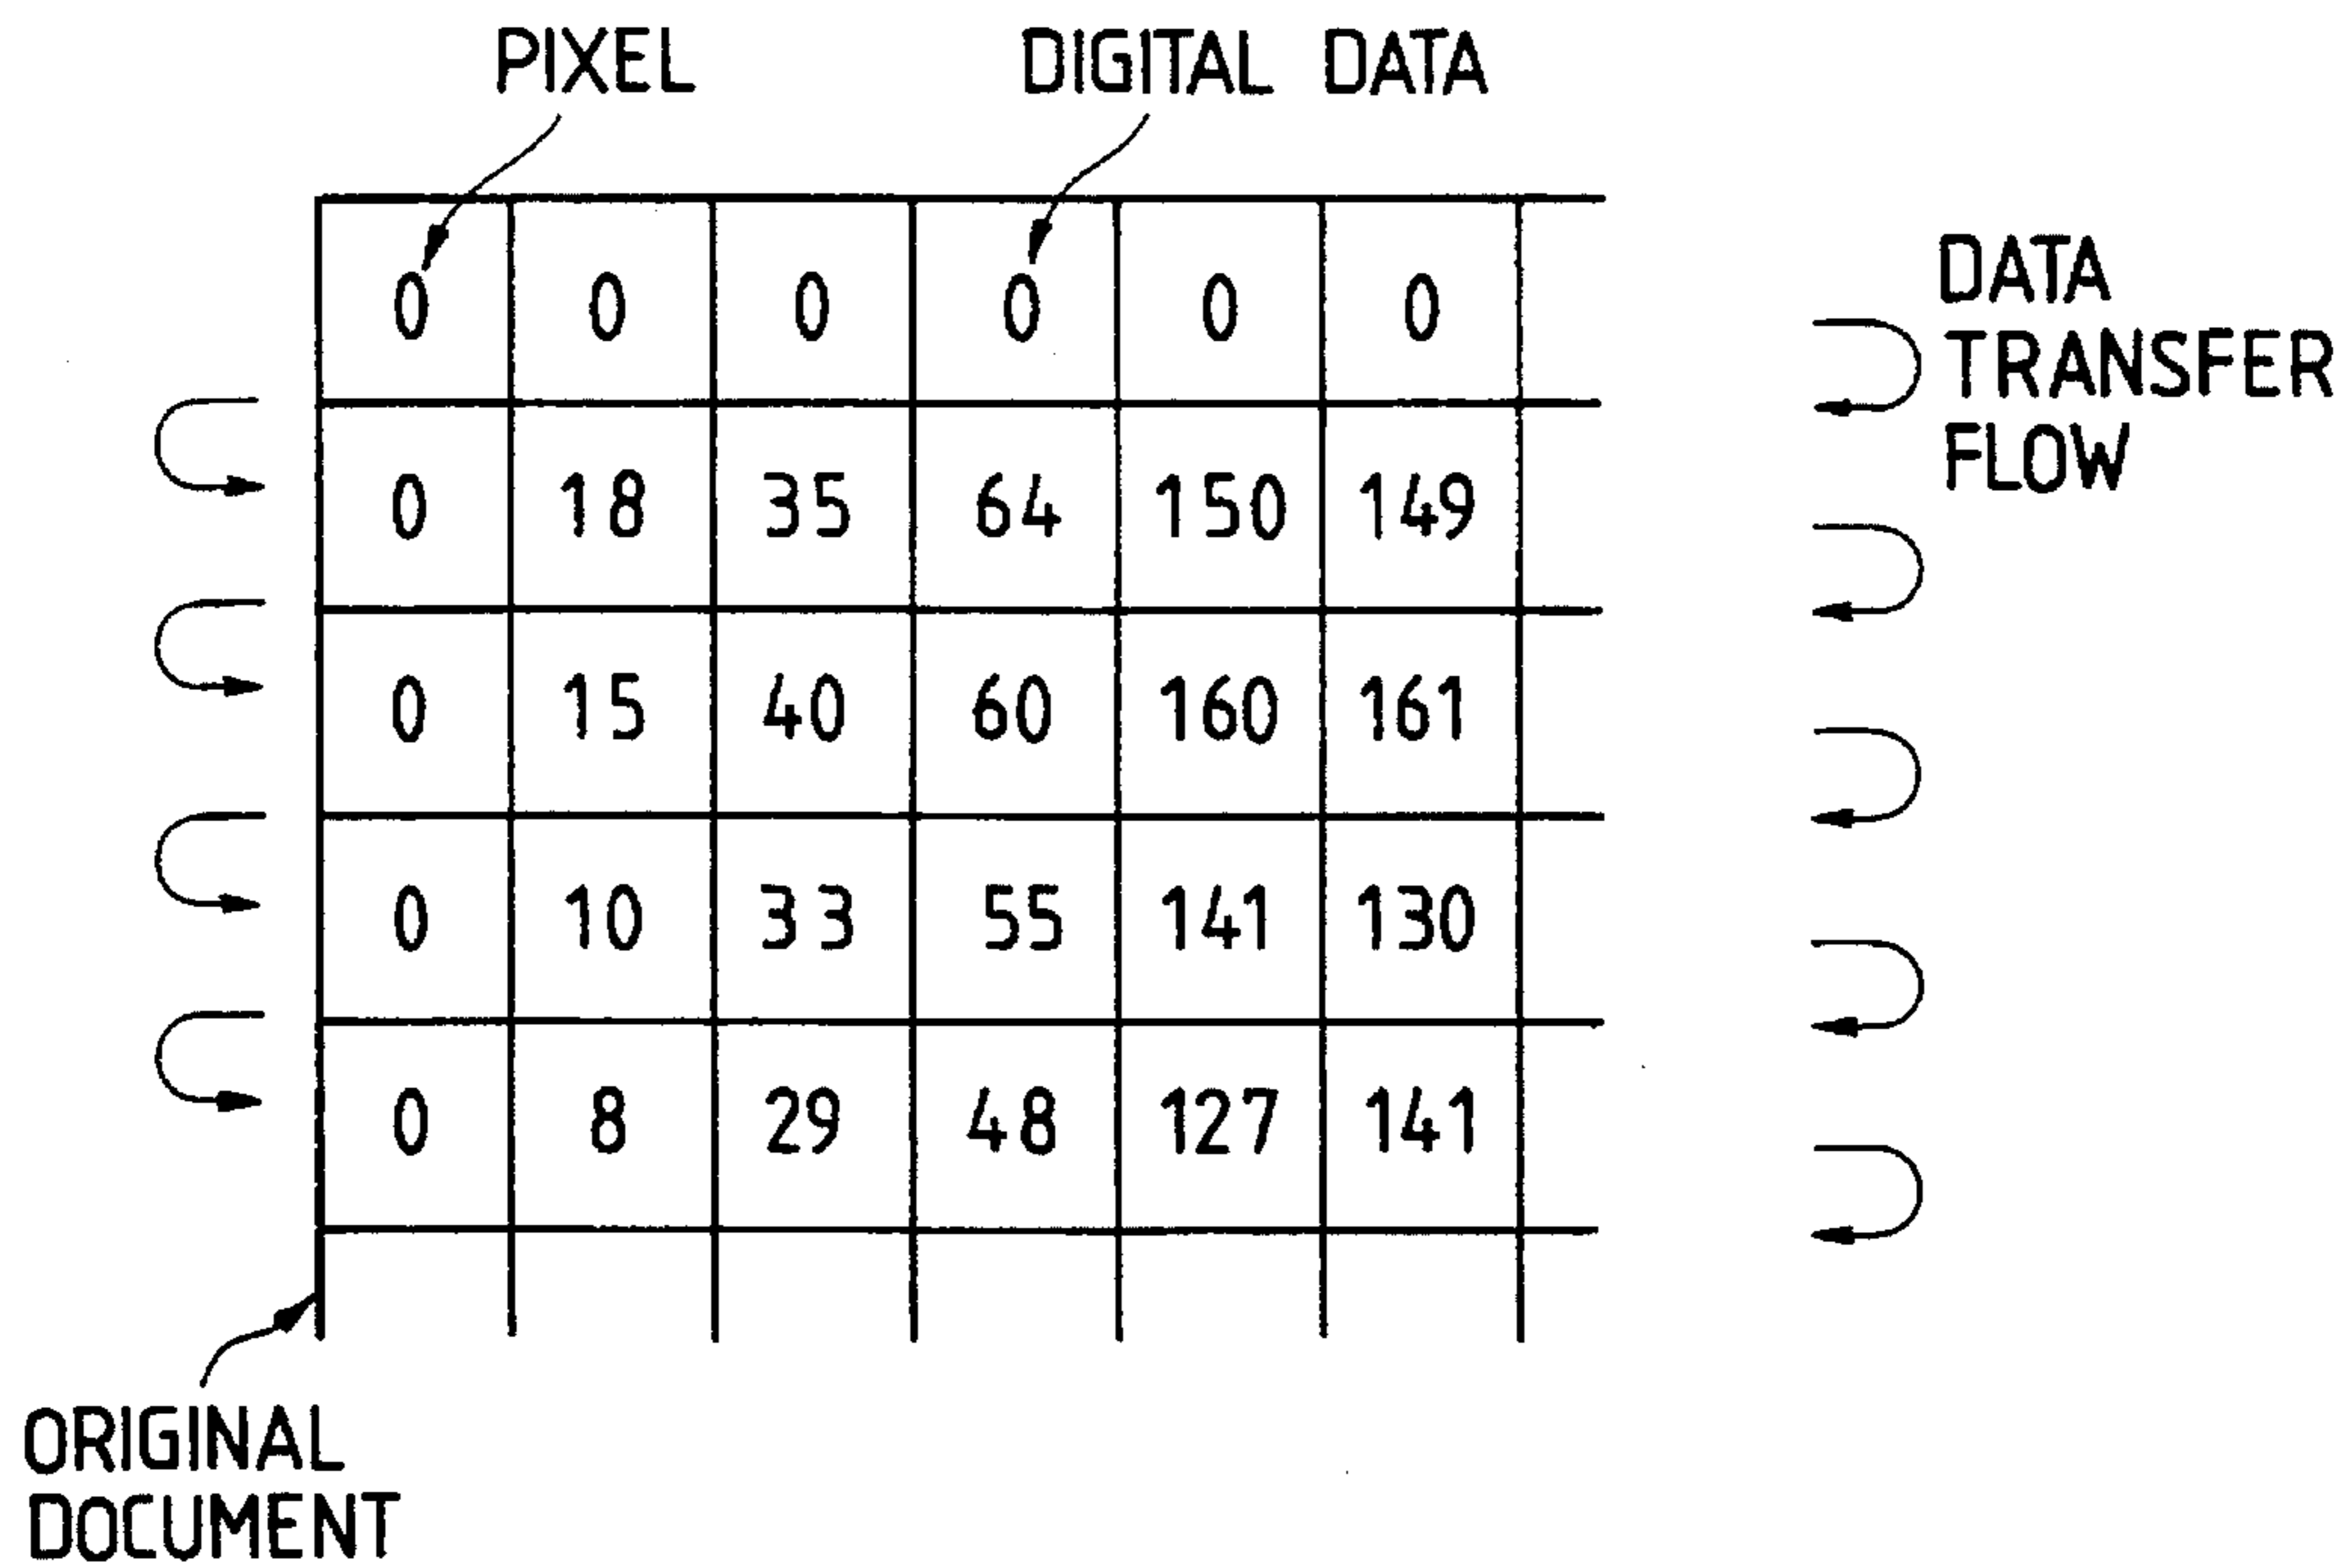 PIXEL
DIGITAL DATA
0 0 0 0 0 0
DATA
TRANSFER
FLOW
0 18 35 64 150 149
0 15 40 60 160 161
0 10 33 55 141 130
0 8 29 48 127 141
ORIGINAL
DOCUMENT